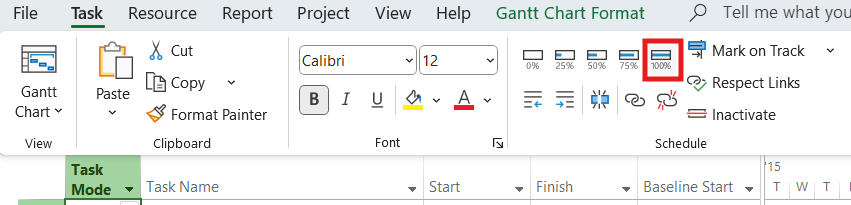 Task Resource Report Project View Help Gantt Chart Format Tell me what you
Gantt Chart
View
Paste
Cut
Copy
Format Painter
Clipboard
Calibri 12
B I U A
Font
0% 25% 50% 75% 100%
Mark on Track
Respect Links
Inactivate
Schedule
Task Mode Task Name Start Finish Baseline Start
'15
T W T